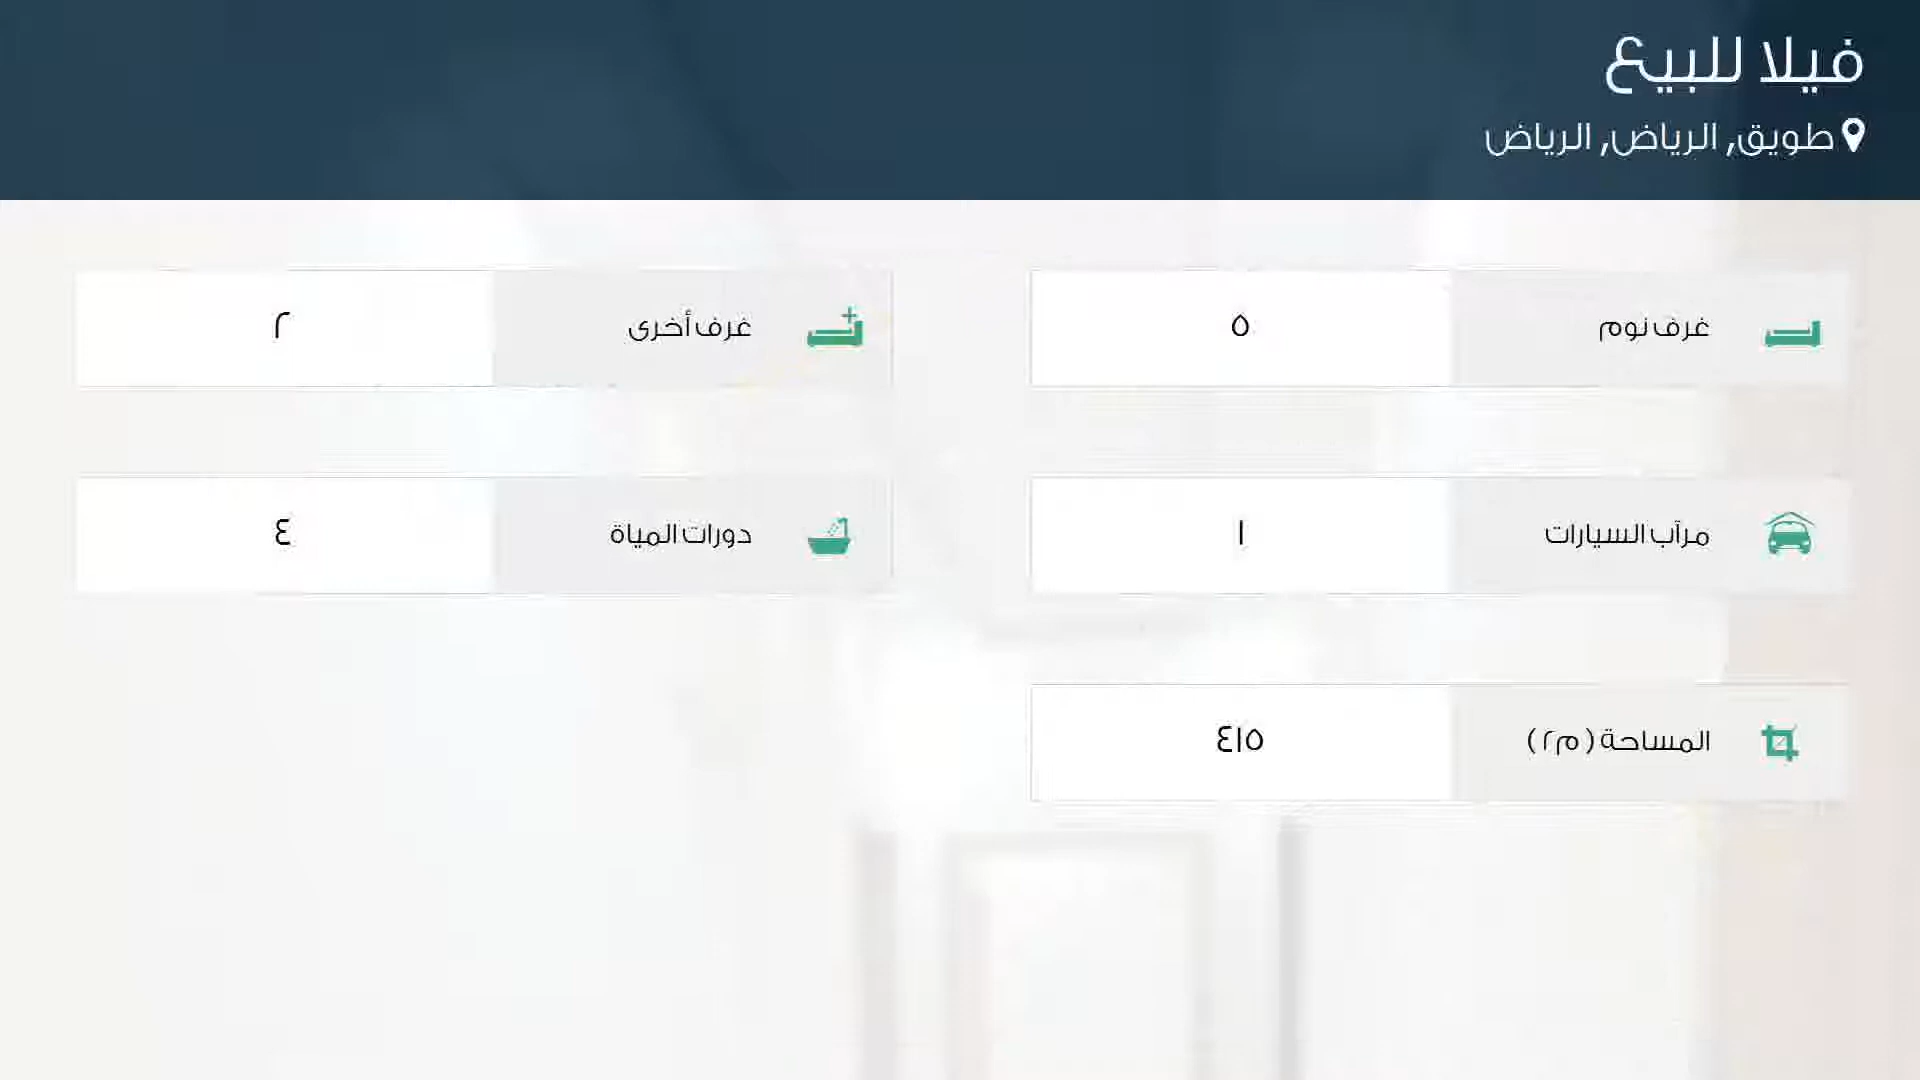 فيلا للبيع
طويق, الرياض, الرياض
غرف نوم ٥
غرف أخرى ٢
مرآب السيارات ١
دورات المياة ٤
المساحة ( م٢ ) ٤١٥